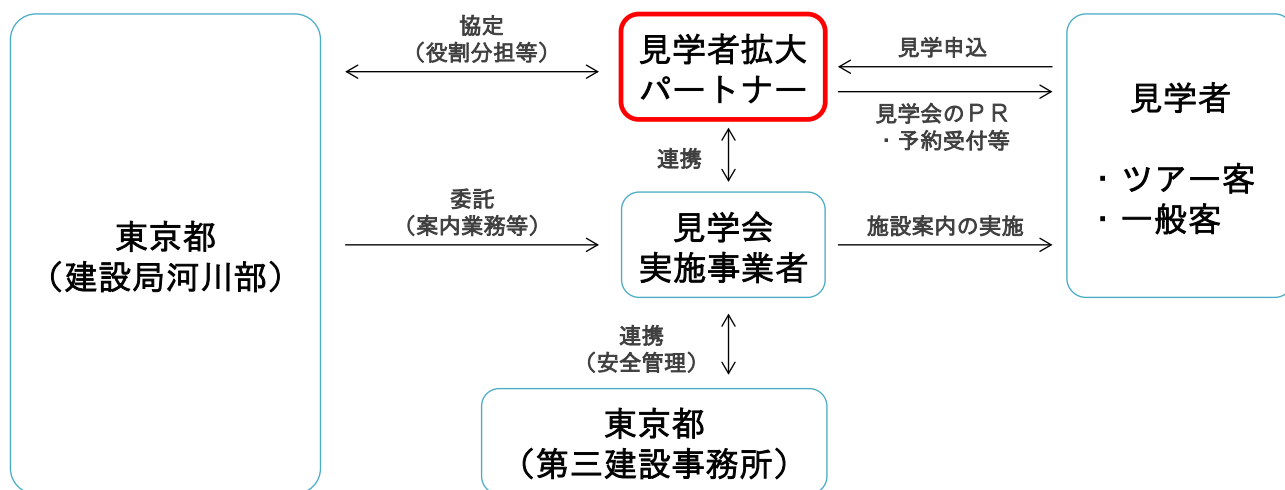 東京都
（建設局河川部）
協定
（役割分担等）
見学者拡大
パートナー
見学申込
見学会のＰＲ
・予約受付等
見学者
・ツアー客
・一般客
連携
委託
（案内業務等）
見学会
実施事業者
施設案内の実施
連携
（安全管理）
東京都
（第三建設事務所）